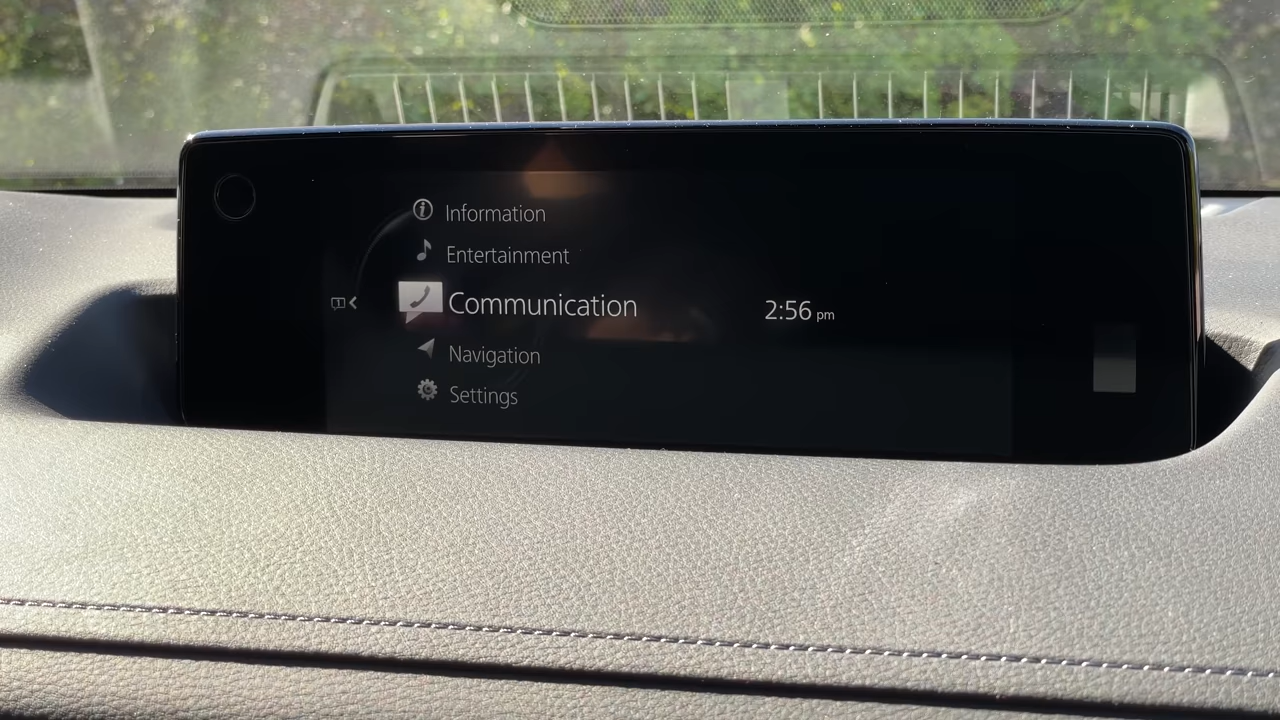 Information
Entertainment
Communication
2:56 pm
Navigation
Settings